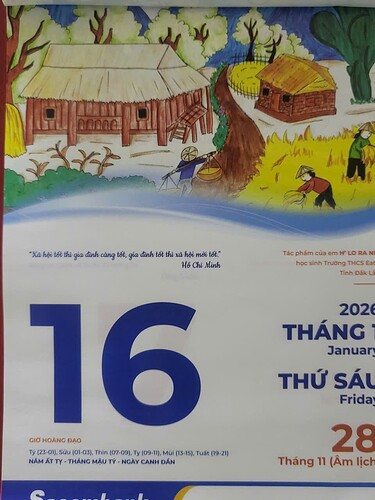 "Xã hội tốt thì gia đình càng tốt, gia đình tốt thì xã hội mới tốt."
Hồ Chí Minh
Tác phẩm của em H' LO RA
học sinh Trường THCS
Tỉnh Đắk
16
2026
THÁNG 1
January
THỨ SÁU
Friday
28
Tháng 11 (Âm lịch
GIỜ HOÀNG ĐẠO
Tý (23-01), Sửu (01-03), Thìn (07-09), Tỵ (09-11), Mùi (13-15), Tuất (19-21)
NĂM ẤT TỴ - THÁNG MẬU TÝ - NGÀY CANH DẦN
Sacombank